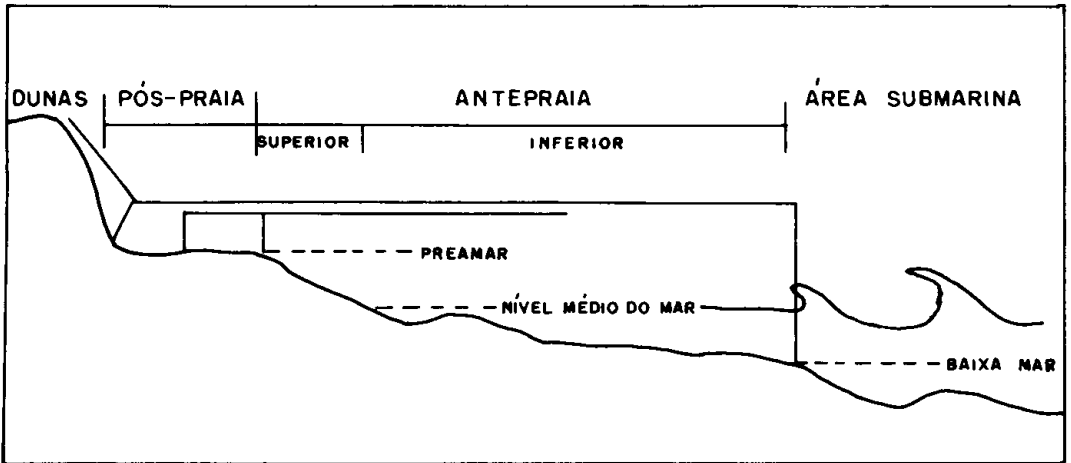 DUNAS PÓS-PRAIA ANTEPRAIA ÁREA SUBMARINA
SUPERIOR INFERIOR
PREAMAR
NÍVEL MÉDIO DO MAR
BAIXA MAR